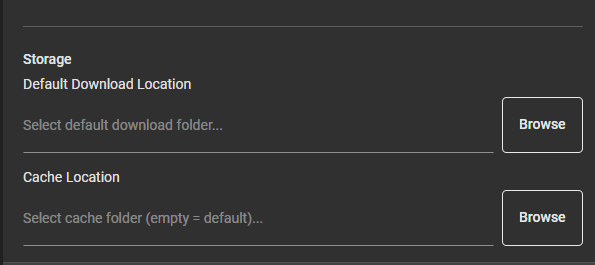 Storage
Default Download Location
Select default download folder...
Browse
Cache Location
Select cache folder (empty = default)...
Browse